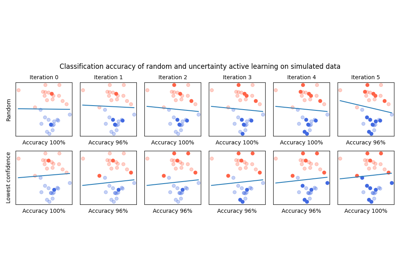 Classification accuracy of random and uncertainty active learning on simulated data
Iteration 0 Iteration 1 Iteration 2 Iteration 3 Iteration 4 Iteration 5
Random
Accuracy 100% Accuracy 96% Accuracy 100% Accuracy 100% Accuracy 100% Accuracy 96%
Lowest confidence
Accuracy 100% Accuracy 96% Accuracy 96% Accuracy 96% Accuracy 96% Accuracy 100%